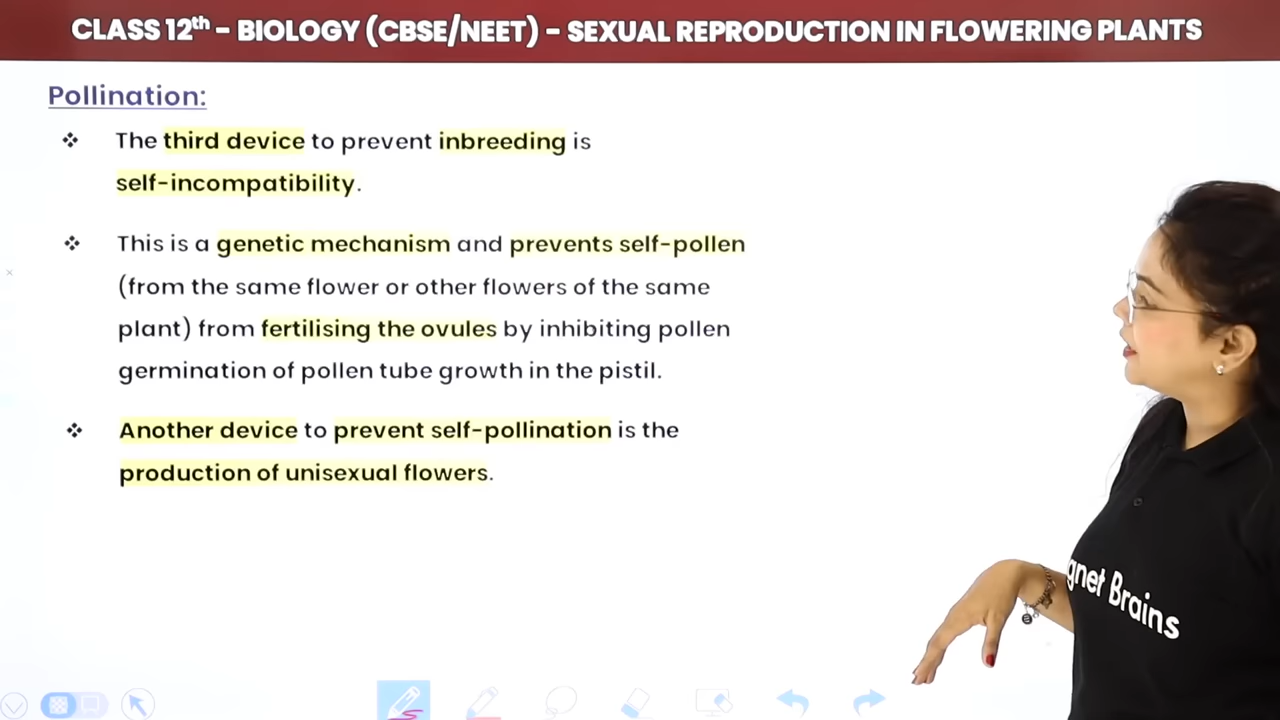 CLASS 12th – BIOLOGY (CBSE/NEET) – SEXUAL REPRODUCTION IN FLOWERING PLANTS
Pollination:
❖ The third device to prevent inbreeding is
self-incompatibility.
❖ This is a genetic mechanism and prevents self-pollen
(from the same flower or other flowers of the same
plant) from fertilising the ovules by inhibiting pollen
germination of pollen tube growth in the pistil.
❖ Another device to prevent self-pollination is the
production of unisexual flowers.
gnet Brains